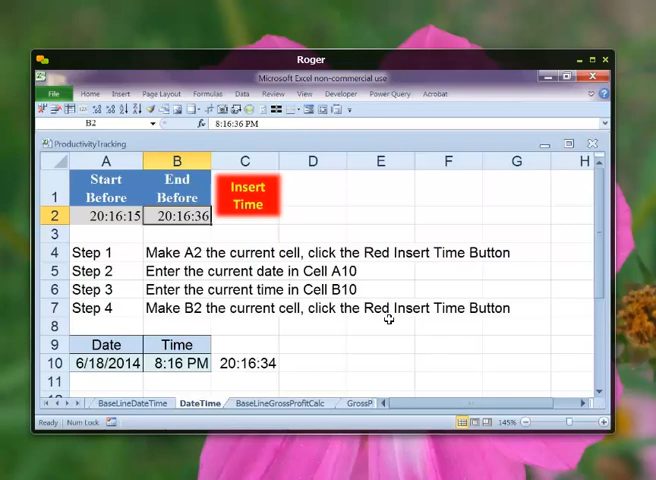 Roger
Microsoft Excel non-commercial use
File Home Insert Page Layout Formulas Data Review View Developer Power Query Acrobat
B2 fx 8:16:36 PM
ProductivityTracking
A B C D E F G H
1 Start Before End Before Insert Time
2 20:16:15 20:16:36
3
4 Step 1 Make A2 the current cell, click the Red Insert Time Button
5 Step 2 Enter the current date in Cell A10
6 Step 3 Enter the current time in Cell B10
7 Step 4 Make B2 the current cell, click the Red Insert Time Button
8
9 Date Time
10 6/18/2014 8:16 PM 20:16:34
11
BaseLineDateTime DateTime BaseLineGrossProfitCalc GrossP
Ready Num Lock 145%